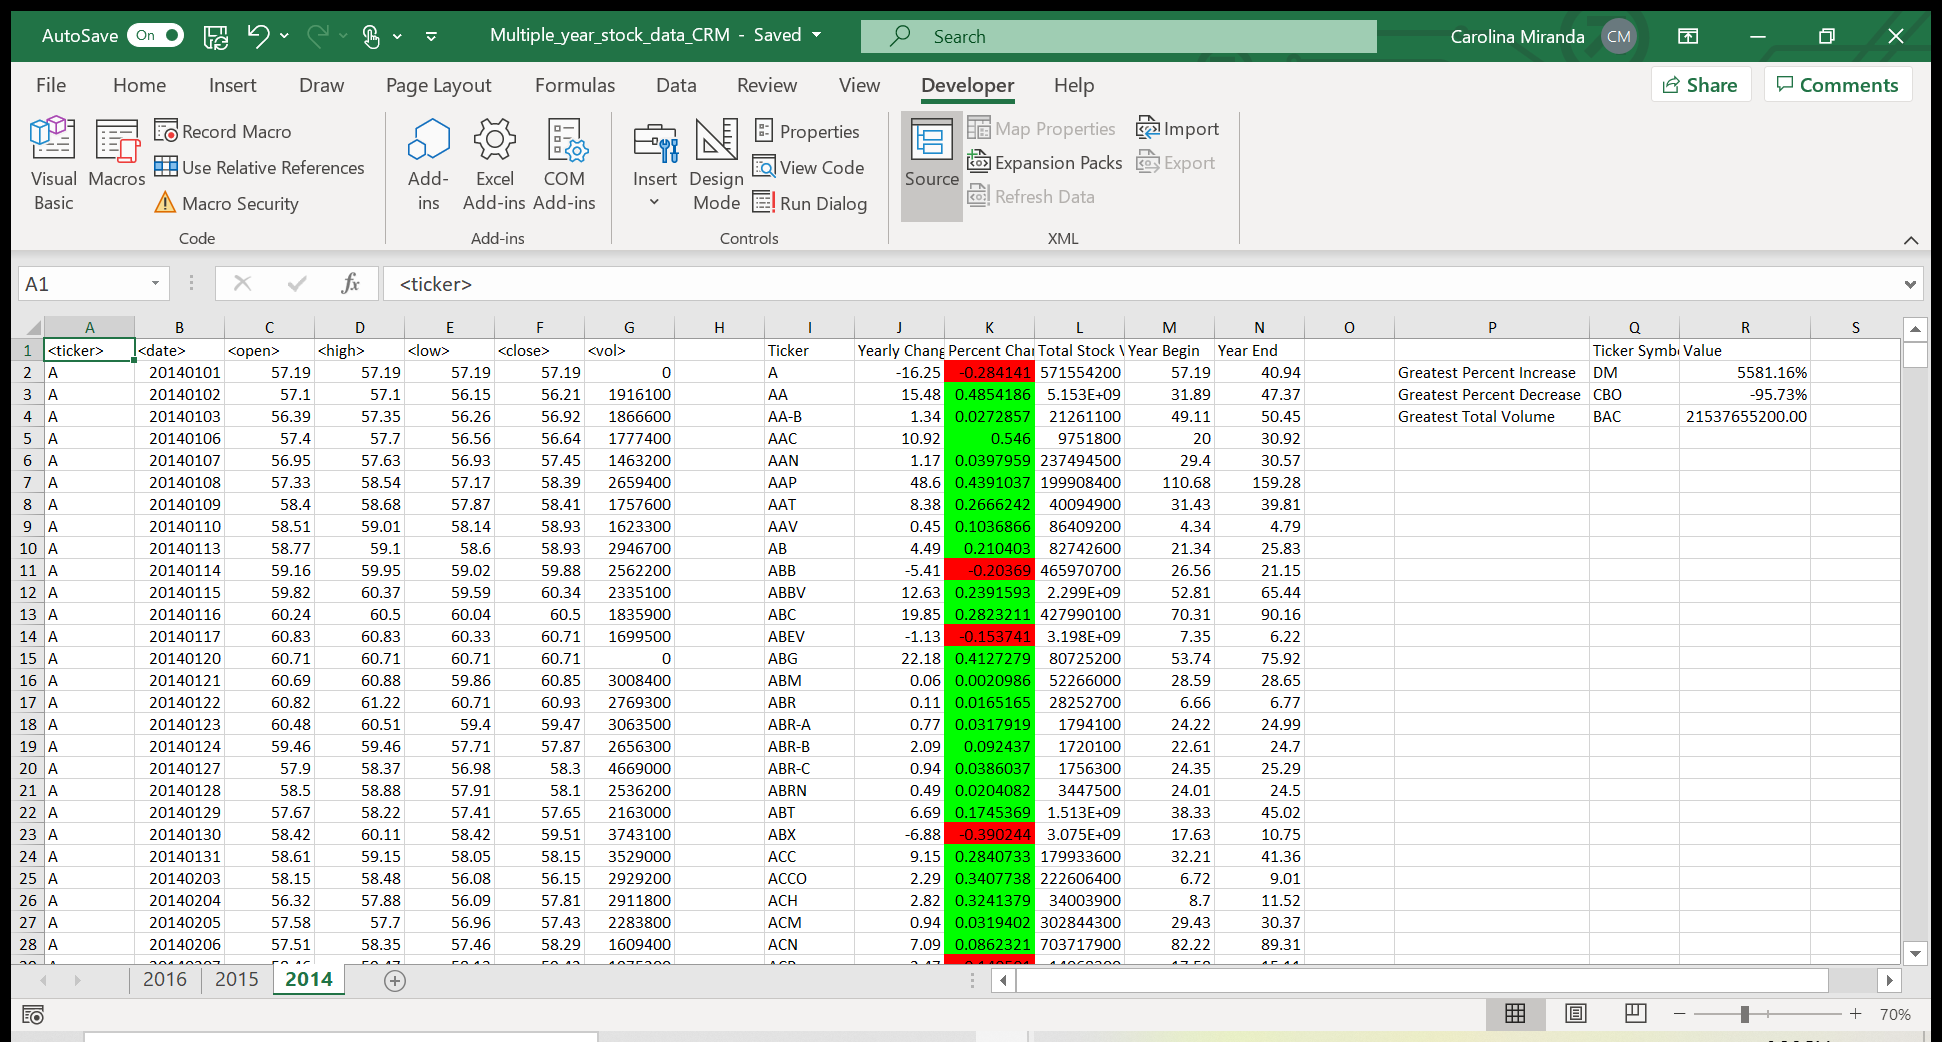 AutoSave On Multiple_year_stock_data_CRM - Saved Search Carolina Miranda CM
File Home Insert Draw Page Layout Formulas Data Review View Developer Help Share Comments
Visual Basic
Macros
Record Macro
Use Relative References
Macro Security
Code
Add-ins
Excel Add-ins
COM Add-ins
Add-ins
Insert
Design Mode
Properties
View Code
Run Dialog
Controls
Source
Map Properties
Expansion Packs
Refresh Data
Import
Export
XML
A1 fx <ticker>
A B C D E F G H I J K L M N O P Q R S
1 <ticker> <date> <open> <high> <low> <close> <vol> Ticker Yearly Chang Percent Chan Total Stock V Year Begin Year End Ticker Symb Value
2 A 20140101 57.19 57.19 57.19 57.19 0 A -16.25 -0.284141 571554200 57.19 40.94 Greatest Percent Increase DM 5581.16%
3 A 20140102 57.1 57.1 56.15 56.21 1916100 AA 15.48 0.4854186 5.153E+09 31.89 47.37 Greatest Percent Decrease CBO -95.73%
4 A 20140103 56.39 57.35 56.26 56.92 1866600 AA-B 1.34 0.0272857 21261100 49.11 50.45 Greatest Total Volume BAC 21537655200.00
5 A 20140106 57.4 57.7 56.56 56.64 1777400 AAC 10.92 0.546 9751800 20 30.92
6 A 20140107 56.95 57.63 56.93 57.45 1463200 AAN 1.17 0.0397959 237494500 29.4 30.57
7 A 20140108 57.33 58.54 57.17 58.39 2659400 AAP 48.6 0.4391037 199908400 110.68 159.28
8 A 20140109 58.4 58.68 57.87 58.41 1757600 AAT 8.38 0.2666242 40094900 31.43 39.81
9 A 20140110 58.51 59.01 58.14 58.93 1623300 AAV 0.45 0.1036866 86409200 4.34 4.79
10 A 20140113 58.77 59.1 58.6 58.93 2946700 AB 4.49 0.210403 82742600 21.34 25.83
11 A 20140114 59.16 59.95 59.02 59.88 2562200 ABB -5.41 -0.20369 465970700 26.56 21.15
12 A 20140115 59.82 60.37 59.59 60.34 2335100 ABBV 12.63 0.2391593 2.299E+09 52.81 65.44
13 A 20140116 60.24 60.5 60.04 60.5 1835900 ABC 19.85 0.2823211 427990100 70.31 90.16
14 A 20140117 60.83 60.83 60.33 60.71 1699500 ABEV -1.13 -0.153741 3.198E+09 7.35 6.22
15 A 20140120 60.71 60.71 60.71 60.71 0 ABG 22.18 0.4127279 80725200 53.74 75.92
16 A 20140121 60.69 60.88 59.86 60.85 3008400 ABM 0.06 0.0020986 52266000 28.59 28.65
17 A 20140122 60.82 61.22 60.71 60.93 2769300 ABR 0.11 0.0165165 28252700 6.66 6.77
18 A 20140123 60.48 60.51 59.4 59.47 3063500 ABR-A 0.77 0.0317919 1794100 24.22 24.99
19 A 20140124 59.46 59.46 57.71 57.87 2656300 ABR-B 2.09 0.092437 1720100 22.61 24.7
20 A 20140127 57.9 58.37 56.98 58.3 4669000 ABR-C 0.94 0.0386037 1756300 24.35 25.29
21 A 20140128 58.5 58.88 57.91 58.1 2536200 ABRN 0.49 0.0204082 3447500 24.01 24.5
22 A 20140129 57.67 58.22 57.41 57.65 2163000 ABT 6.69 0.1745369 1.513E+09 38.33 45.02
23 A 20140130 58.42 60.11 58.42 59.51 3743100 ABX -6.88 -0.390244 3.075E+09 17.63 10.75
24 A 20140131 58.61 59.15 58.05 58.15 3529000 ACC 9.15 0.2840733 179933600 32.21 41.36
25 A 20140203 58.15 58.48 56.08 56.15 2929200 ACCO 2.29 0.3407738 222606400 6.72 9.01
26 A 20140204 56.32 57.88 56.09 57.81 2911800 ACH 2.82 0.3241379 34003900 8.7 11.52
27 A 20140205 57.58 57.7 56.96 57.43 2283800 ACM 0.94 0.0319402 302844300 29.43 30.37
28 A 20140206 57.51 58.35 57.46 58.29 1609400 ACN 7.09 0.0862321 703717900 82.22 89.31
2016 2015 2014
70%